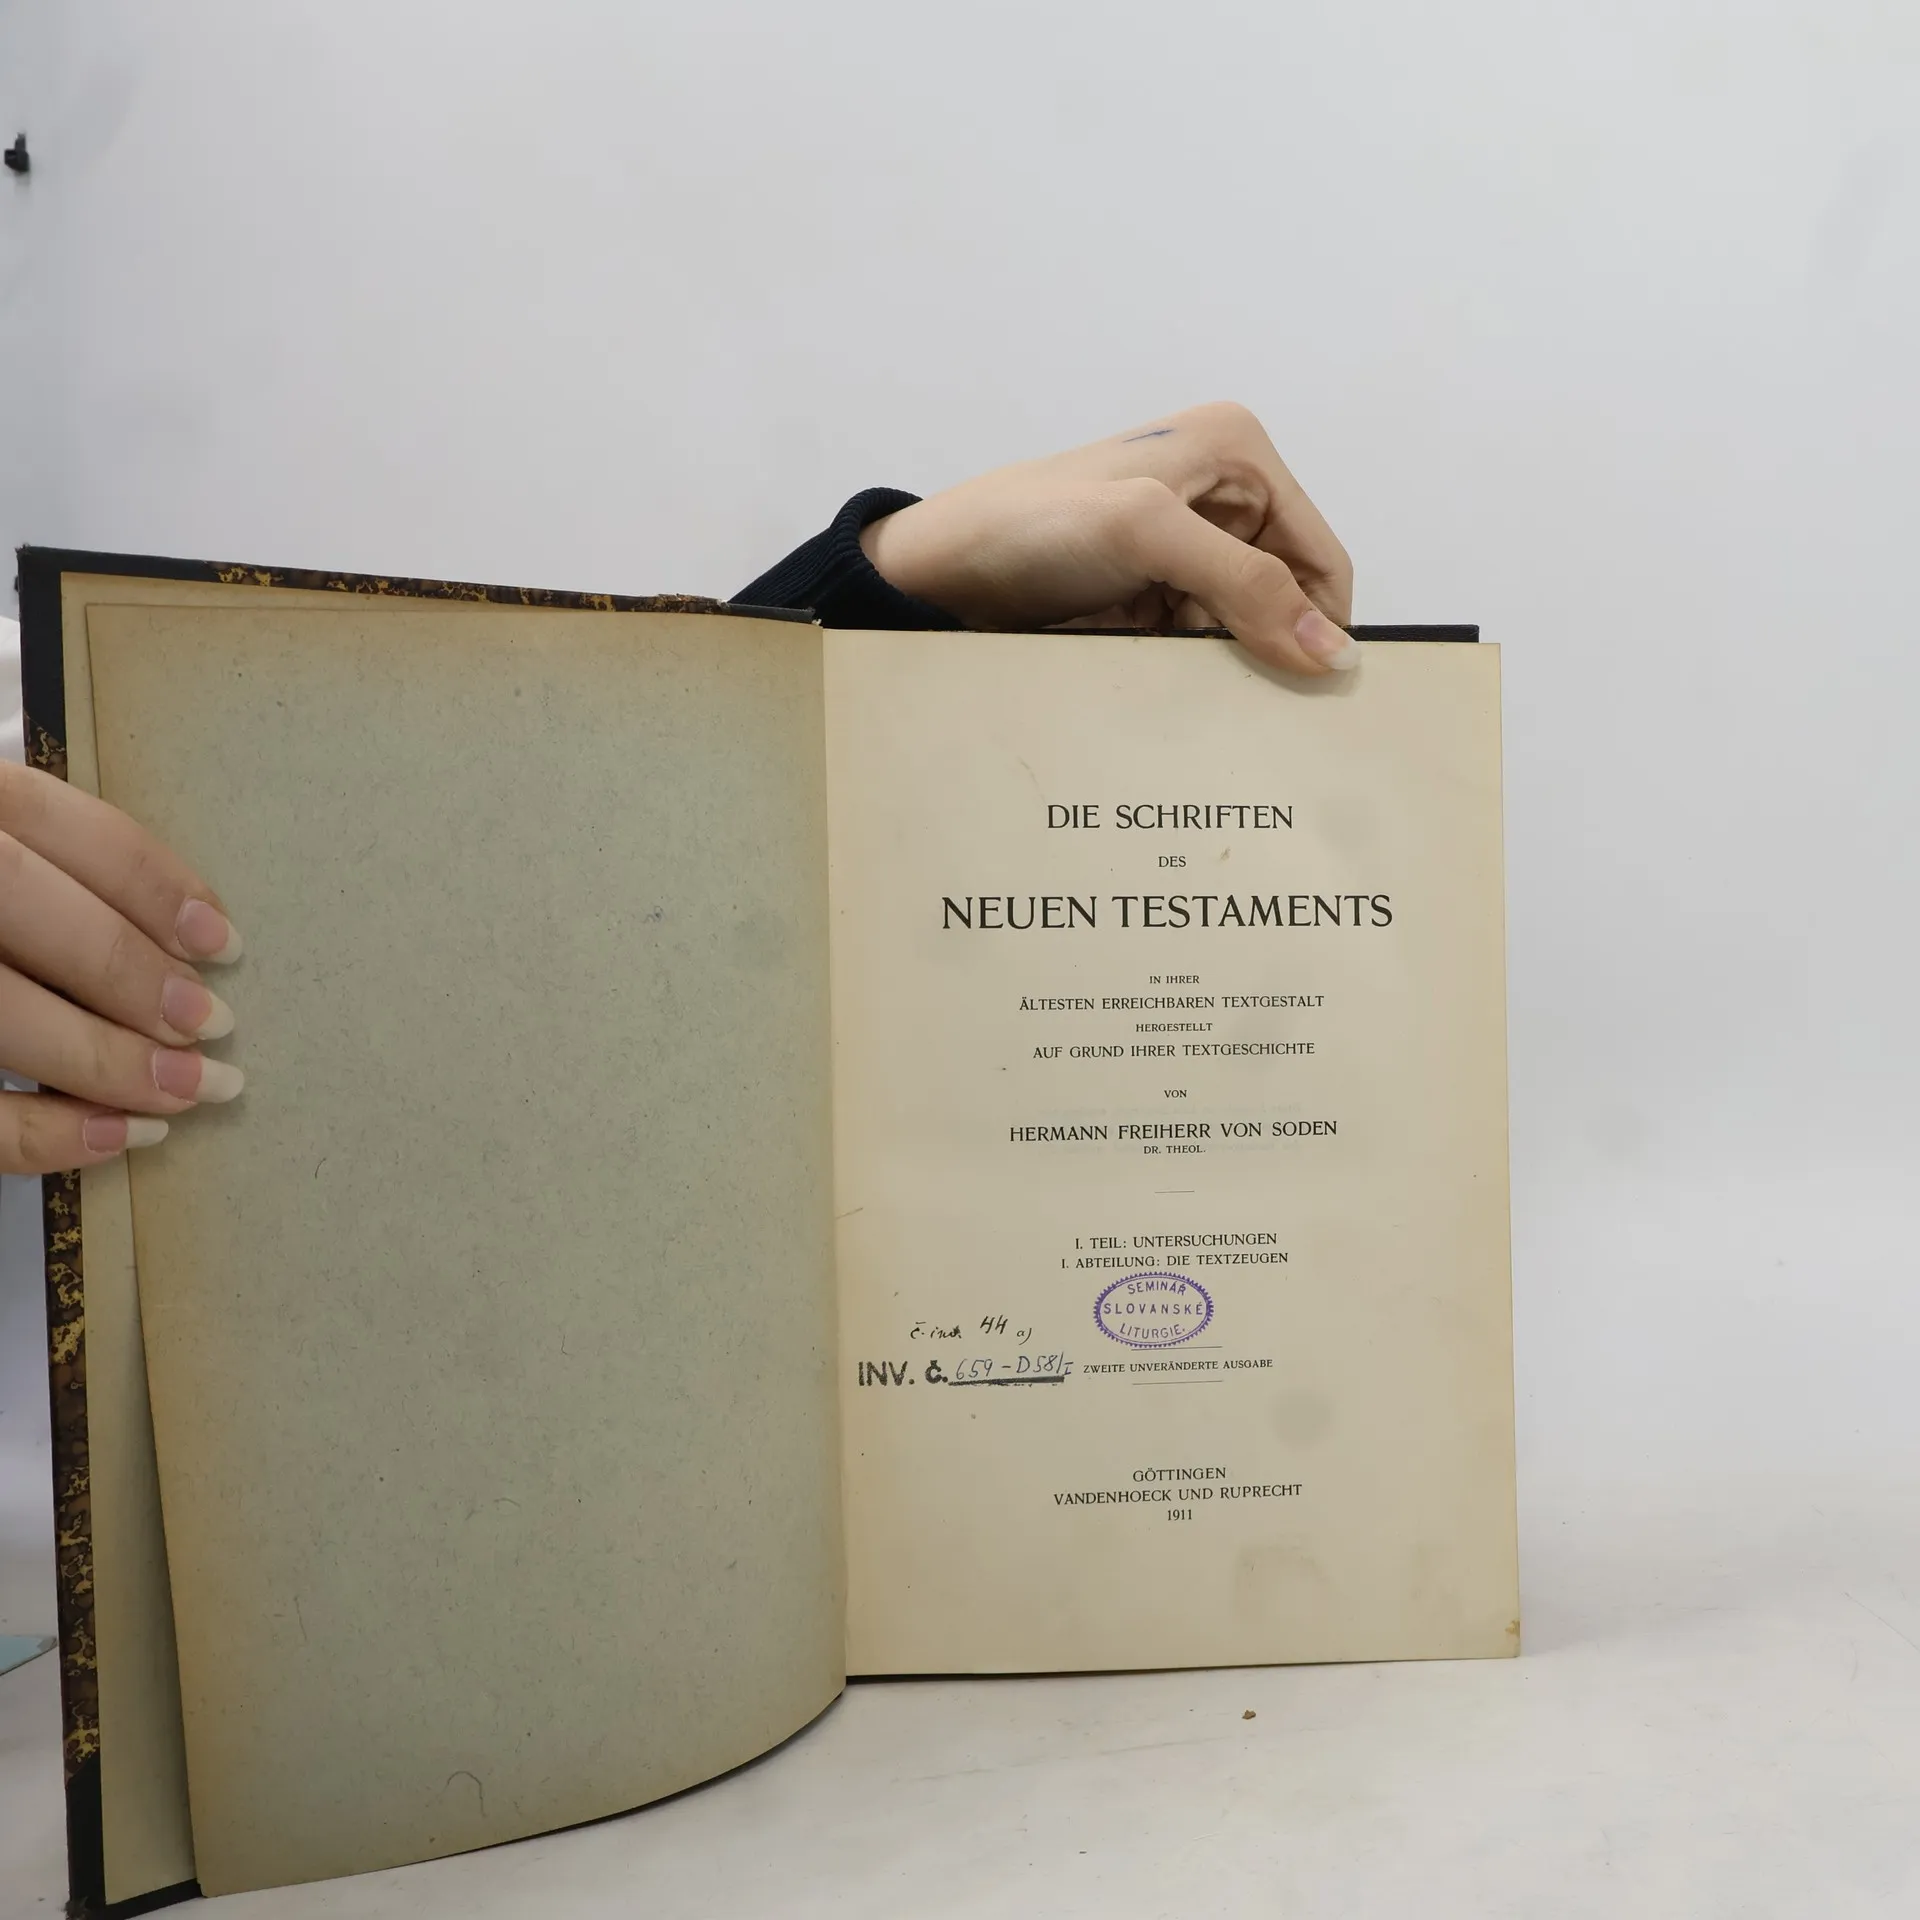 DIE SCHRIFTEN
DES
NEUEN TESTAMENTS
IN IHRER
ÄLTESTEN ERREICHBAREN TEXTGESTALT
HERGESTELLT
AUF GRUND IHRER TEXTGESCHICHTE
VON
HERMANN FREIHERR VON SODEN
DR. THEOL.
I. TEIL: UNTERSUCHUNGEN
I. ABTEILUNG: DIE TEXTZEUGEN
SEMINÁŘ
SLOVANSKÉ
LITURGIE.
č. inv. 44 a)
INV. č. 659 - D58/I
ZWEITE UNVERÄNDERTE AUSGABE
GÖTTINGEN
VANDENHOECK UND RUPRECHT
1911